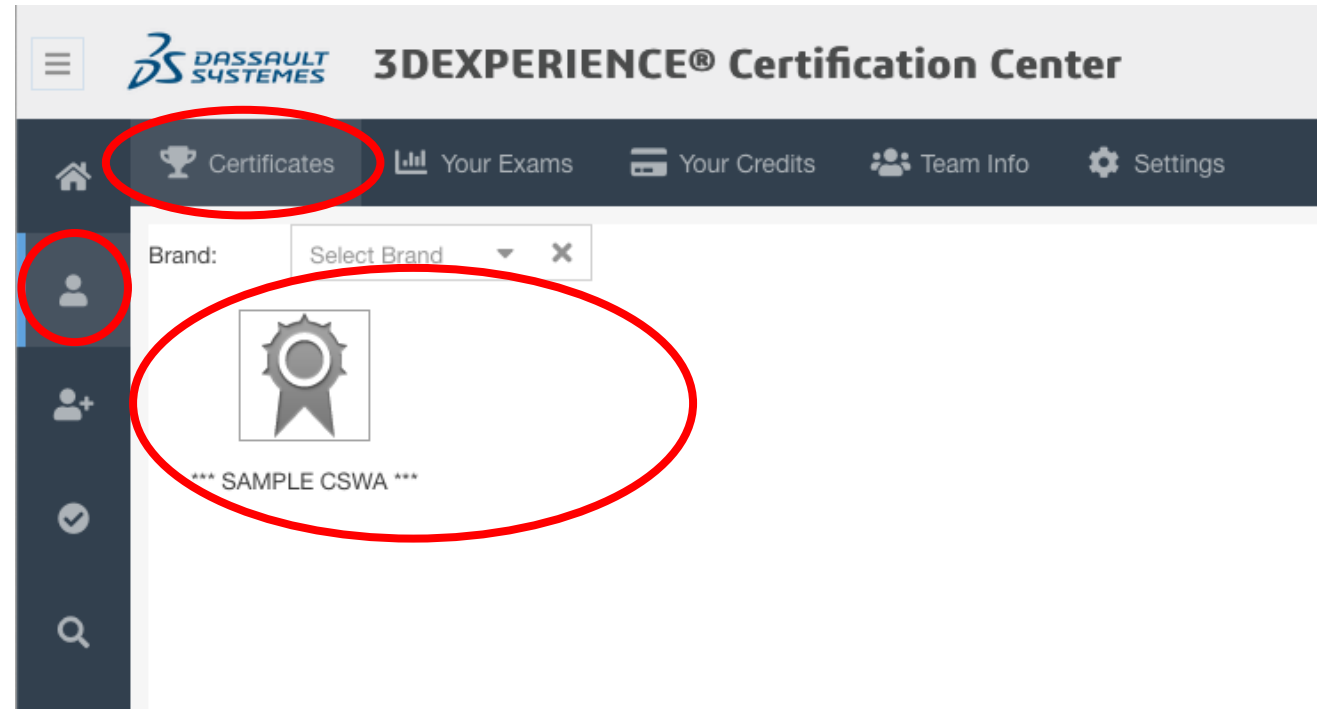 DASSAULT
SYSTEMES
3DEXPERIENCE® Certification Center
Certificates Your Exams Your Credits Team Info Settings
Brand: Select Brand
*** SAMPLE CSWA ***